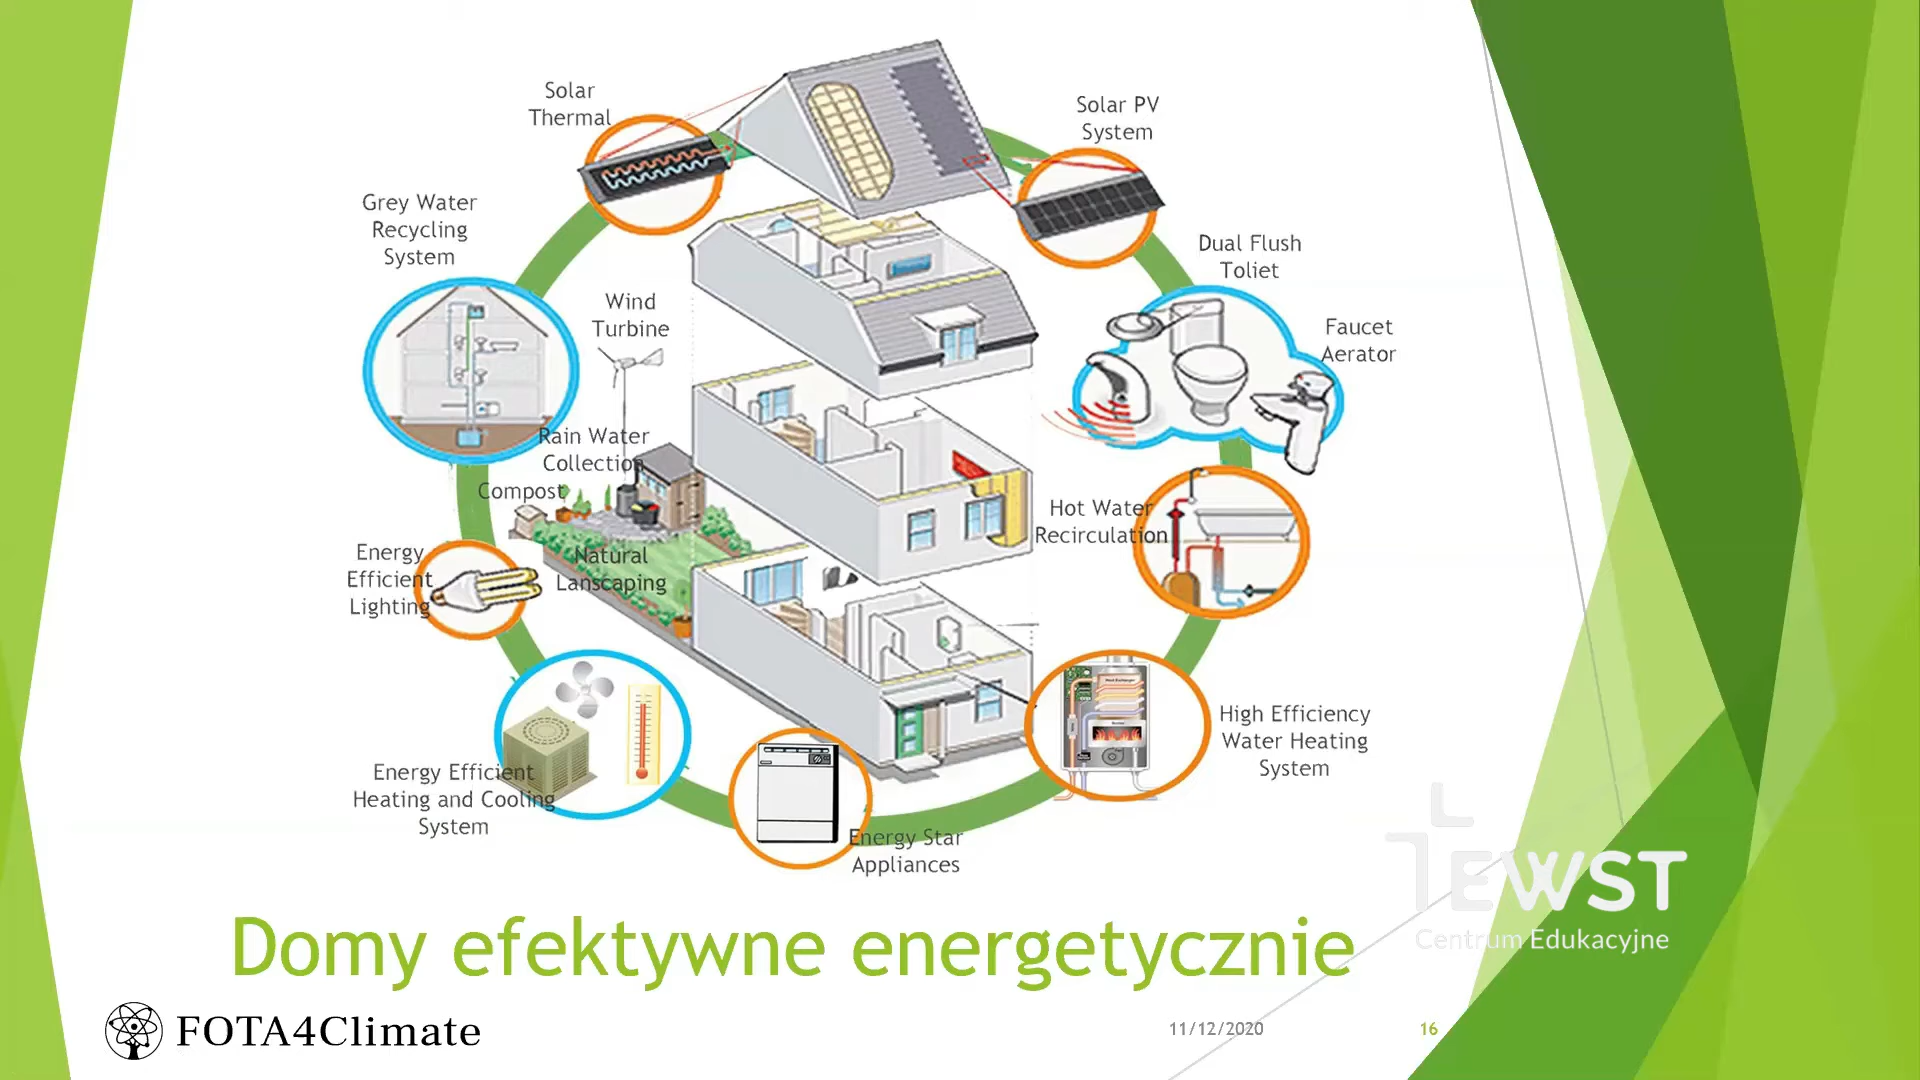 Solar
Thermal
Solar PV
System
Grey Water
Recycling
System
Dual Flush
Toliet
Wind
Turbine
Faucet
Aerator
Rain Water
Collection
Compost
Hot Water
Recirculation
Energy
Efficient
Lighting
Natural
Lanscaping
High Efficiency
Water Heating
System
Energy Efficient
Heating and Cooling
System
Energy Star
Appliances
TEWST
Centrum Edukacyjne
Domy efektywne energetycznie
FOTA4Climate
11/12/2020
16